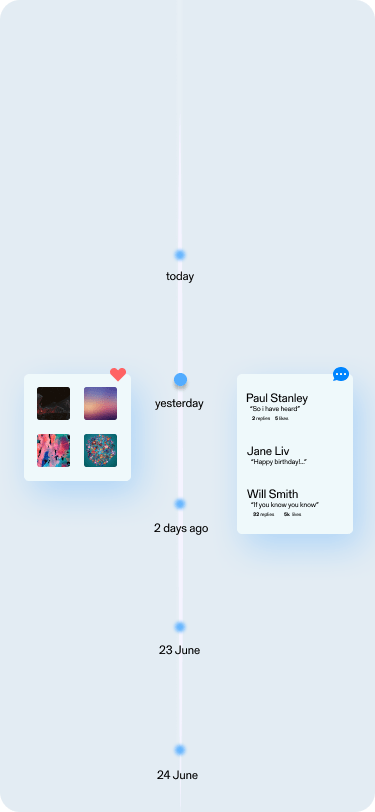 today
yesterday
Paul Stanley
“So i have heard”
2 replies 5 likes
Jane Liv
“Happy birthday!...”
Will Smith
“If you know you know”
32 replies 5k likes
2 days ago
23 June
24 June